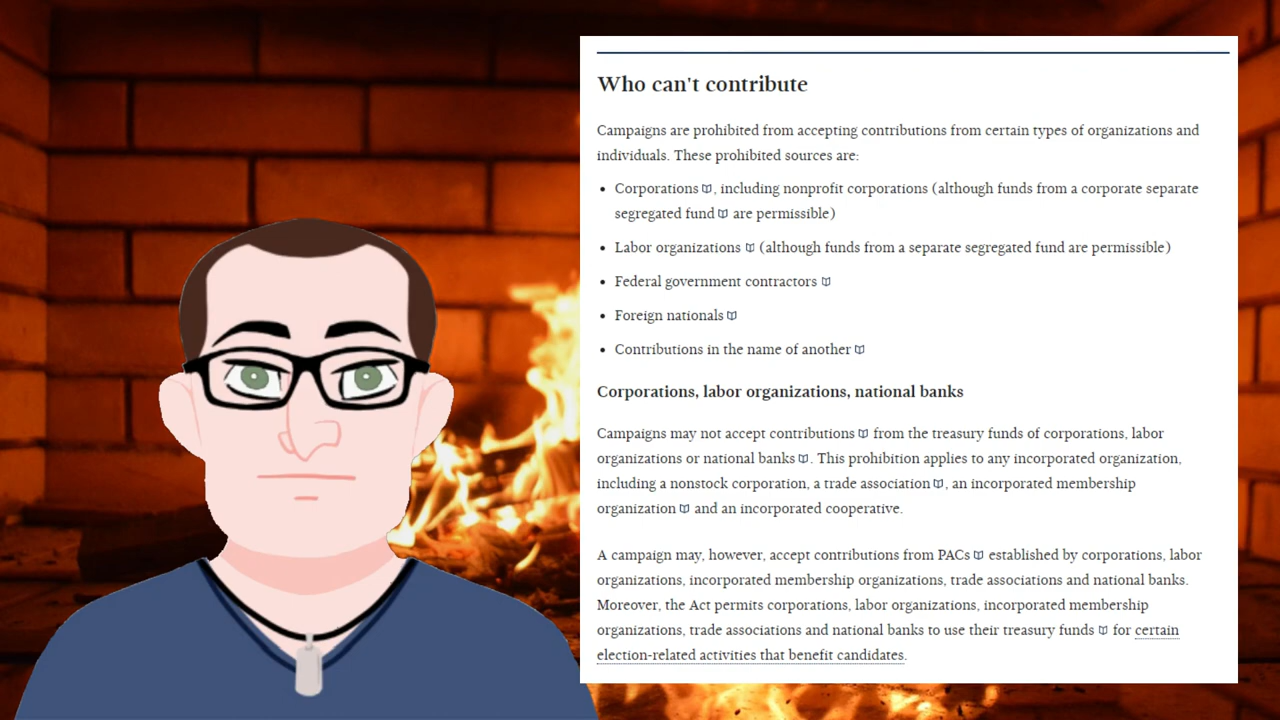 Who can't contribute
Campaigns are prohibited from accepting contributions from certain types of organizations and
individuals. These prohibited sources are:
• Corporations, including nonprofit corporations (although funds from a corporate separate
segregated fund are permissible)
• Labor organizations (although funds from a separate segregated fund are permissible)
• Federal government contractors
• Foreign nationals
• Contributions in the name of another
Corporations, labor organizations, national banks
Campaigns may not accept contributions from the treasury funds of corporations, labor
organizations or national banks. This prohibition applies to any incorporated organization,
including a nonstock corporation, a trade association, an incorporated membership
organization and an incorporated cooperative.
A campaign may, however, accept contributions from PACs established by corporations, labor
organizations, incorporated membership organizations, trade associations and national banks.
Moreover, the Act permits corporations, labor organizations, incorporated membership
organizations, trade associations and national banks to use their treasury funds for certain
election-related activities that benefit candidates.